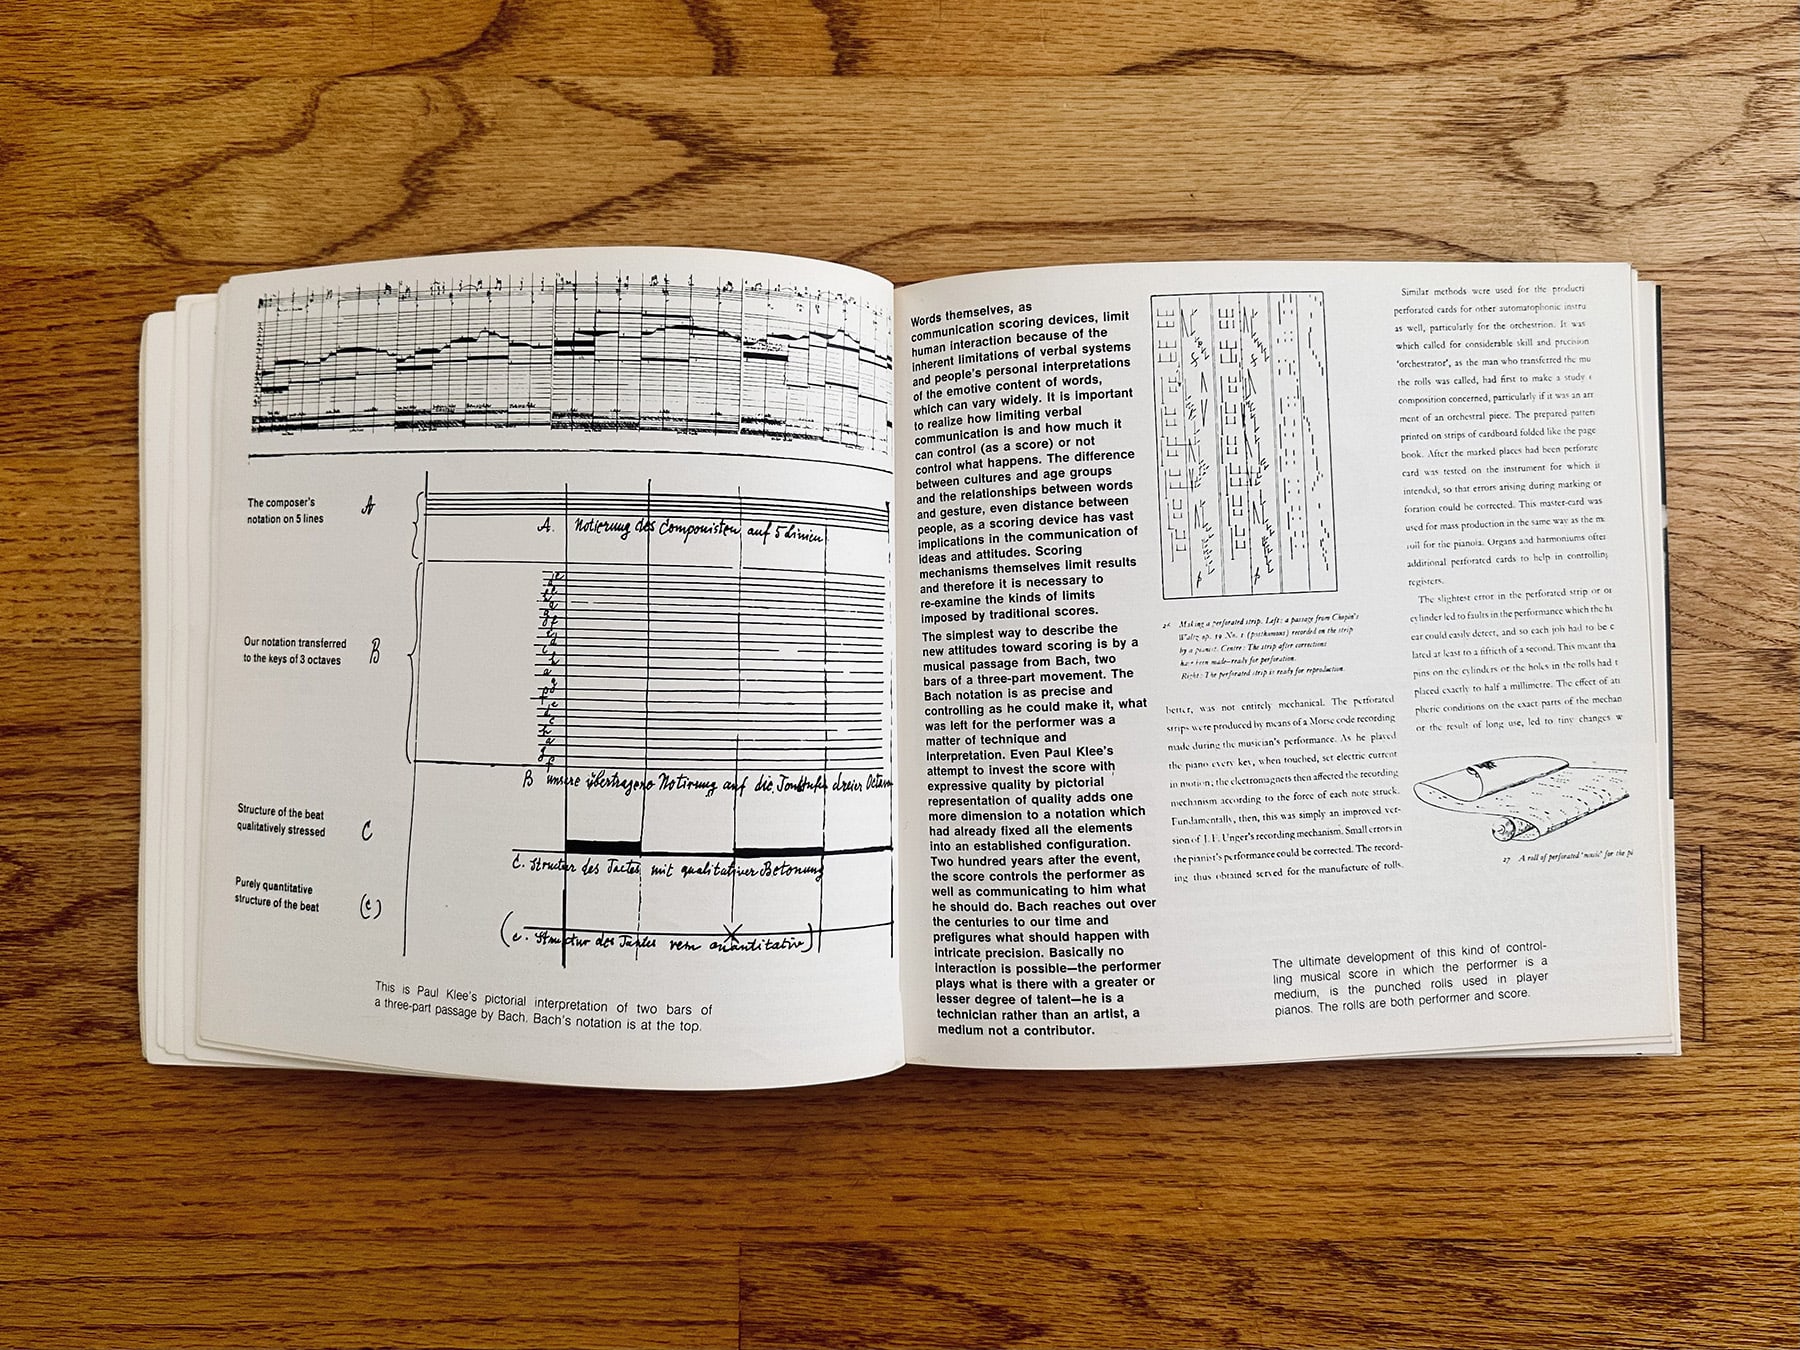 The composer's
notation on 5 lines
A
A. Notierung des Componisten auf 5 Linien
Our notation transferred
to the keys of 3 octaves
B
B unsere übertragene Notierung auf die Tonstufen dreier Octaven
Structure of the beat
qualitatively stressed
C
C. Structur des Tactes mit qualitativer Betonung
Purely quantitative
structure of the beat
(c)
(c. Structur des Tactes rein quantitativ)
This is Paul Klee's pictorial interpretation of two bars of
a three-part passage by Bach. Bach's notation is at the top.
Words themselves, as
communication scoring devices, limit
human interaction because of the
inherent limitations of verbal systems
and people's personal interpretations
of the emotive content of words,
which can vary widely. It is important
to realize how limiting verbal
communication is and how much it
can control (as a score) or not
control what happens. The difference
between cultures and age groups
and the relationships between words
and gesture, even distance between
people, as a scoring device has vast
implications in the communication of
ideas and attitudes. Scoring
mechanisms themselves limit results
and therefore it is necessary to
re-examine the kinds of limits
imposed by traditional scores.
The simplest way to describe the
new attitudes toward scoring is by a
musical passage from Bach, two
bars of a three-part movement. The
Bach notation is as precise and
controlling as he could make it, what
was left for the performer was a
matter of technique and
interpretation. Even Paul Klee's
attempt to invest the score with
expressive quality by pictorial
representation of quality adds one
more dimension to a notation which
had already fixed all the elements
into an established configuration.
Two hundred years after the event,
the score controls the performer as
well as communicating to him what
he should do. Bach reaches out over
the centuries to our time and
prefigures what should happen with
intricate precision. Basically no
interaction is possible—the performer
plays what is there with a greater or
lesser degree of talent—he is a
technician rather than an artist, a
medium not a contributor.
26 Making a perforated strip. Left: a passage from Chopin's
Waltz op. No. 1 (posthumous) recorded on the strip
by a pianist. Centre: The strip after corrections
have been made—ready for perforation.
Right: The perforated strip is ready for reproduction.
better, was not entirely mechanical. The perforated
strips were produced by means of a Morse code recording
made during the musician's performance. As he played
the piano every key, when touched, set electric current
in motion; the electromagnets then affected the recording
mechanism according to the force of each note struck.
Fundamentally, then, this was simply an improved ver-
sion of J. F. Unger's recording mechanism. Small errors in
the pianist's performance could be corrected. The record-
ing thus obtained served for the manufacture of rolls.
Similar methods were used for the producti
perforated cards for other automatophonic instru
as well, particularly for the orchestrion. It was
which called for considerable skill and precision
'orchestrator', as the man who transferred the mu
the rolls was called, had first to make a study
composition concerned, particularly if it was an arr
ment of an orchestral piece. The prepared patten
printed on strips of cardboard folded like the page
book. After the marked places had been perforate
card was tested on the instrument for which it
intended, so that errors arising during marking or
foration could be corrected. This master-card was
used for mass production in the same way as the
roll for the pianola. Organs and harmoniums often
additional perforated cards to help in controlling
registers.
The slightest error in the perforated strip or
cylinder led to faults in the performance which the hu
ear could easily detect, and so each job had to be c
lated at least to a fiftieth of a second. This meant tha
pins on the cylinders or the holes in the rolls had t
placed exactly to half a millimetre. The effect of
pheric conditions on the exact parts of the mechan
or the result of long use, led to tiny changes w
27 A roll of perforated 'music' for the pi
The ultimate development of this kind of control-
ling musical score in which the performer is a
medium, is the punched rolls used in player
pianos. The rolls are both performer and score.